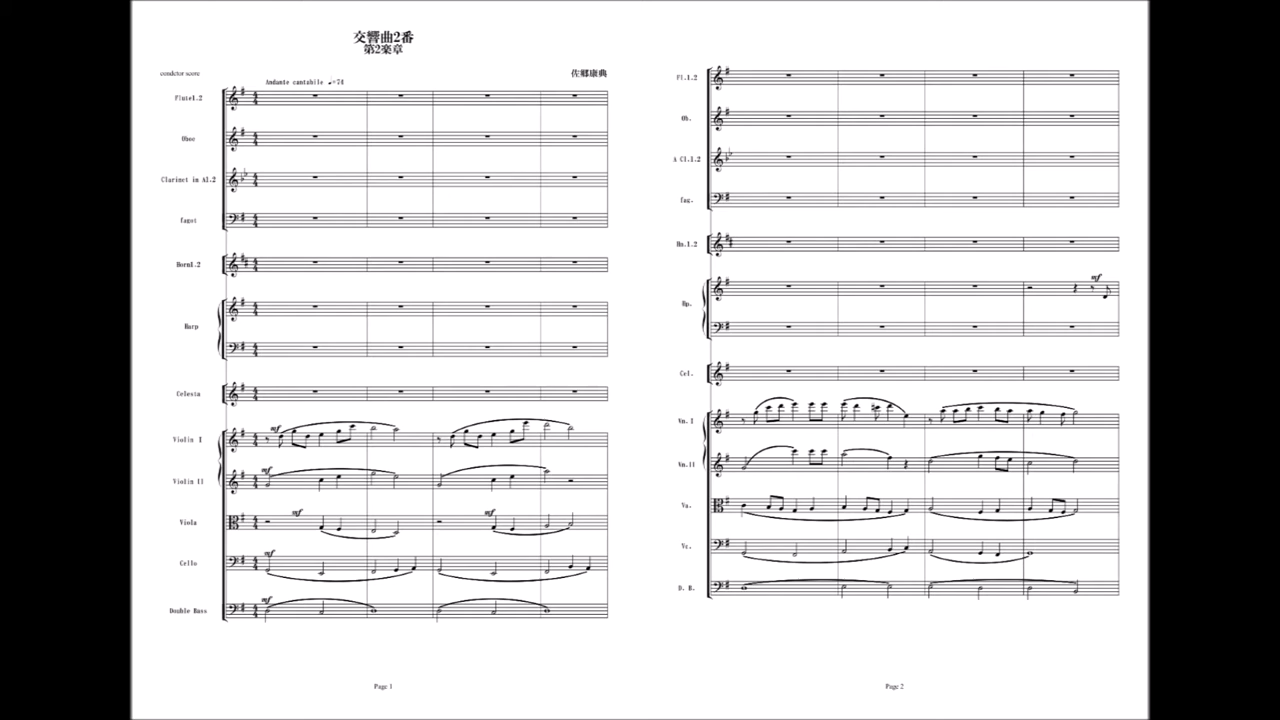 交響曲2番
第2楽章
condctor score
佐郷康典
Andante cantabile ♩=74
Flute1.2
Oboe
Clarinet in A1.2
fagot
Horn1.2
Harp
Celesta
Violin I
mf
Violin II
mf
Viola
mf
mf
Cello
mf
Double Bass
mf
Page 1
Fl.1.2
Ob.
A Cl.1.2
fag.
Hn.1.2
mf
Hp.
Cel.
Vn.I
Vn.II
Va.
Vc.
D.B.
Page 2